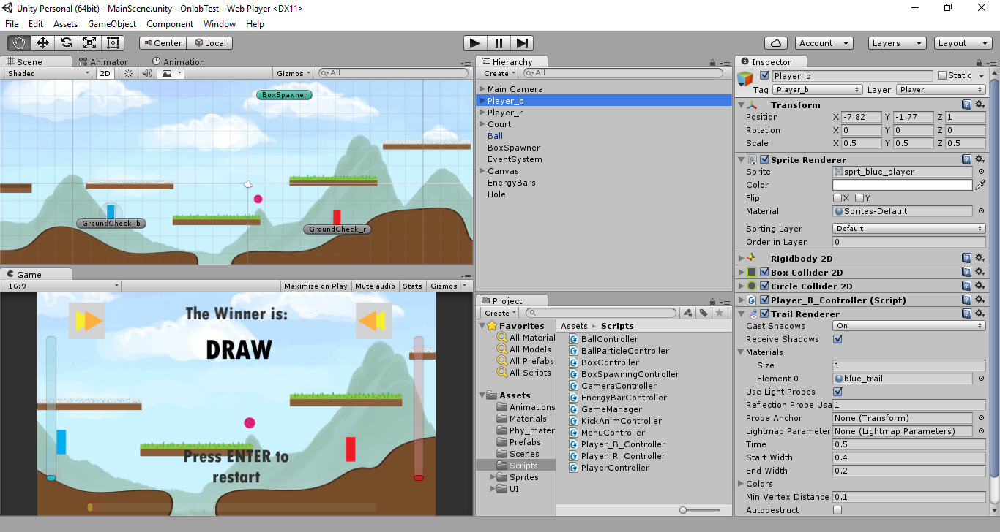 Unity Personal (64bit) - MainScene.unity - OnlabTest - Web Player <DX11>
File Edit Assets GameObject Component Window Help
Center Local Account Layers Layout
Scene Animator Animation
Shaded 2D Gizmos All
BoxSpawner
GroundCheck_b
GroundCheck_r
Game
16:9 Maximize on Play Mute audio Stats Gizmos
The Winner is:
DRAW
Press ENTER to
restart
Hierarchy
Create All
Main Camera
Player_b
Player_r
Court
Ball
BoxSpawner
EventSystem
Canvas
EnergyBars
Hole
Project
Create
Favorites
All Material
All Models
All Prefabs
All Scripts
Assets
Animations
Materials
Phy_mater
Prefabs
Scenes
Scripts
Sprites
UI
Assets Scripts
BallController
BallParticleController
BoxController
BoxSpawningController
CameraController
EnergyBarController
GameManager
KickAnimController
MenuController
Player_B_Controller
Player_R_Controller
PlayerController
Inspector
Player_b Static
Tag Player_b Layer Player
Transform
Position X -7.82 Y -1.77 Z 1
Rotation X 0 Y 0 Z 0
Scale X 0.5 Y 0.5 Z 0.5
Sprite Renderer
Sprite sprt_blue_player
Color
Flip X Y
Material Sprites-Default
Sorting Layer Default
Order in Layer 0
Rigidbody 2D
Box Collider 2D
Circle Collider 2D
Player_B_Controller (Script)
Trail Renderer
Cast Shadows On
Receive Shadows
Materials
Size 1
Element 0 blue_trail
Use Light Probes
Reflection Probe Usa 1
Probe Anchor None (Transform)
Lightmap Parameter None (Lightmap Parameters)
Time 0.5
Start Width 0.4
End Width 0.2
Colors
Min Vertex Distance 0.1
Autodestruct